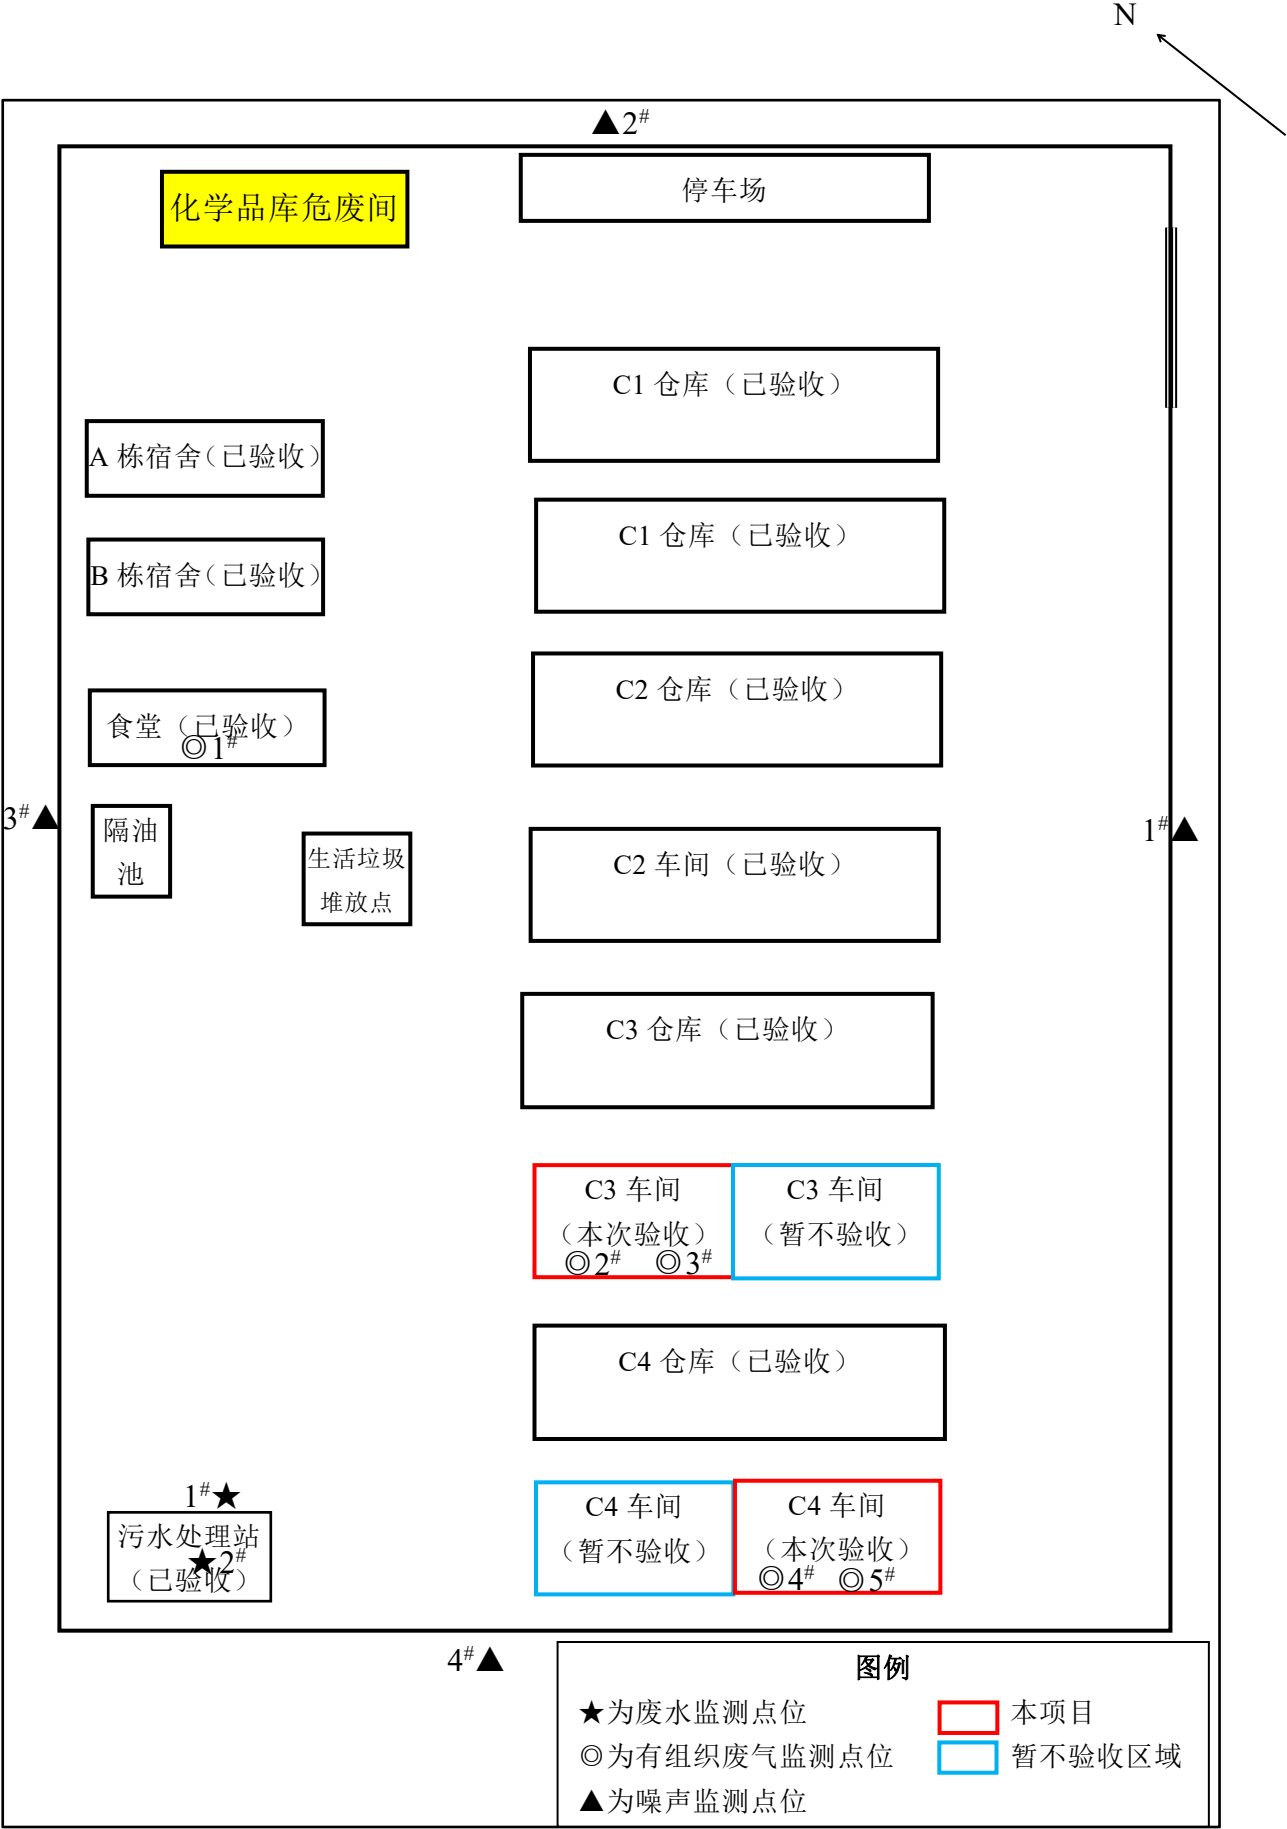 N
▲2#
停车场
化学品库危废间
C1 仓库（已验收）
A 栋宿舍（已验收）
C1 仓库（已验收）
B 栋宿舍（已验收）
C2 仓库（已验收）
食堂（已验收）
◎1#
3#▲
隔油
池
生活垃圾
堆放点
C2 车间（已验收）
1#▲
C3 仓库（已验收）
C3 车间
（本次验收）
◎2# ◎3#
C3 车间
（暂不验收）
C4 仓库（已验收）
1#★
污水处理站
★2#
（已验收）
C4 车间
（暂不验收）
C4 车间
（本次验收）
◎4# ◎5#
4#▲
图例
★为废水监测点位
本项目
◎为有组织废气监测点位
暂不验收区域
▲为噪声监测点位